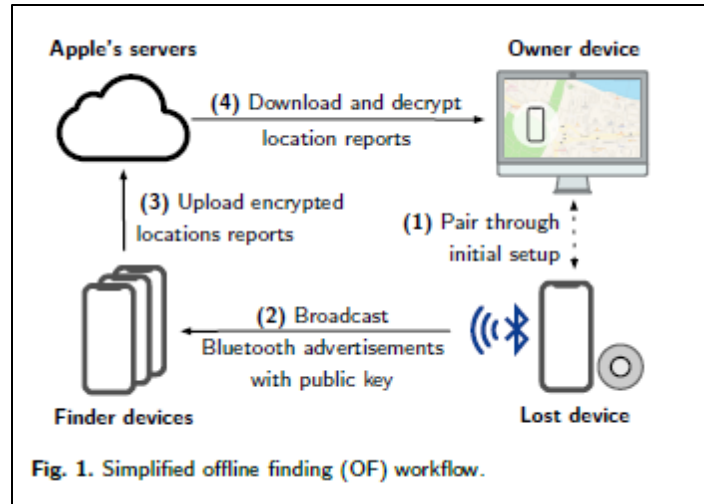 Apple's servers
Owner device
(4) Download and decrypt
location reports
(3) Upload encrypted
locations reports
(1) Pair through
initial setup
(2) Broadcast
Bluetooth advertisements
with public key
Finder devices
Lost device
Fig. 1. Simplified offline finding (OF) workflow.